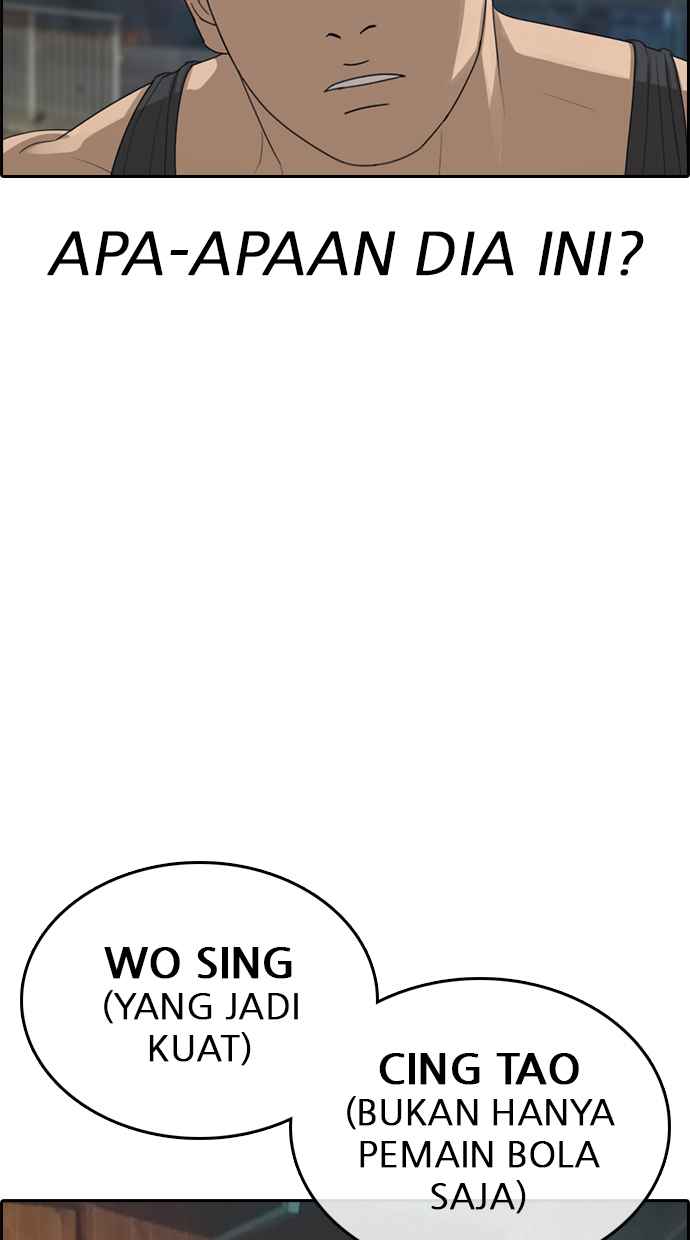 APA-APAAN DIA INI?
WO SING
(YANG JADI
KUAT)
CING TAO
(BUKAN HANYA
PEMAIN BOLA
SAJA)